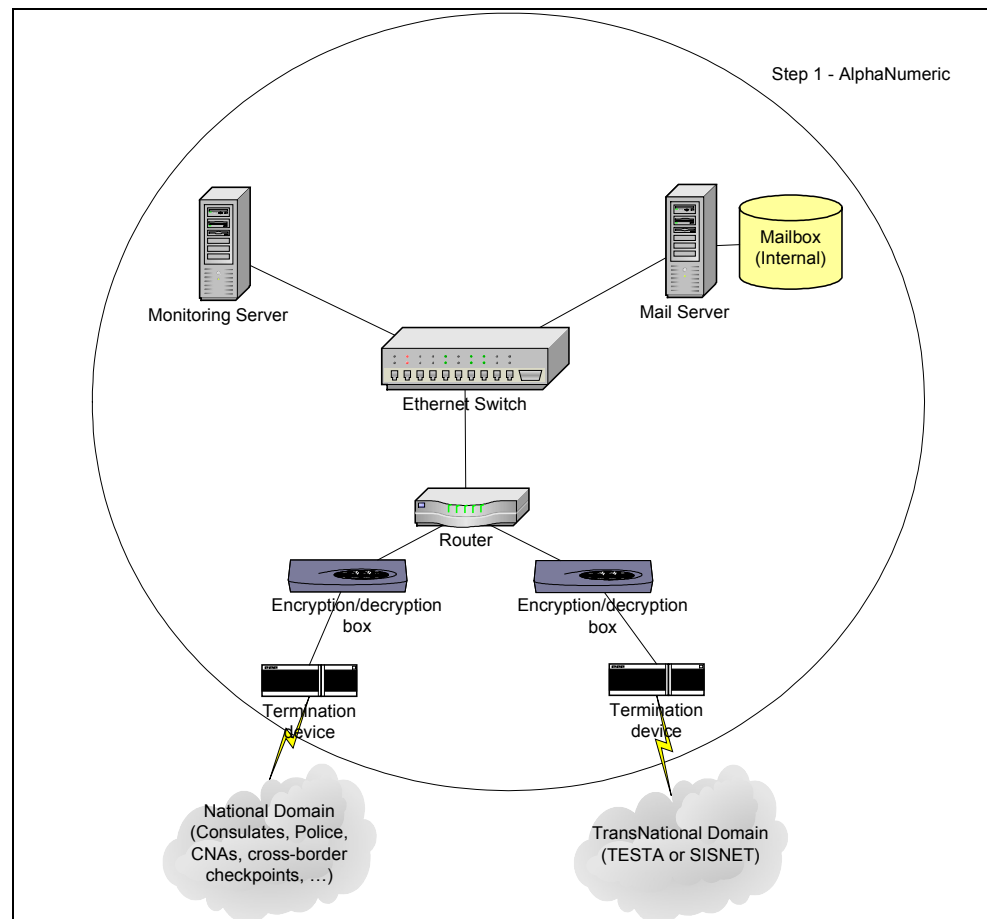 Step 1 - AlphaNumeric
Mailbox
(Internal)
Monitoring Server
Mail Server
Ethernet Switch
Router
Encryption/decryption
box
Encryption/decryption
box
Termination
device
Termination
device
National Domain
(Consulates, Police,
CNAs, cross-border
checkpoints, …)
TransNational Domain
(TESTA or SISNET)